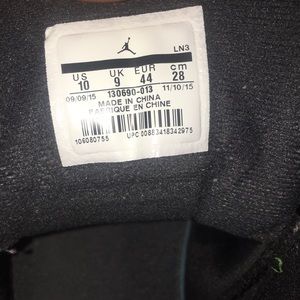 LN3
US UK EUR cm
10 9 44 28
09/09/15 130690-013 11/10/15
MADE IN CHINA
FABRIQUE EN CHINE
106080755 UPC 00883418342975